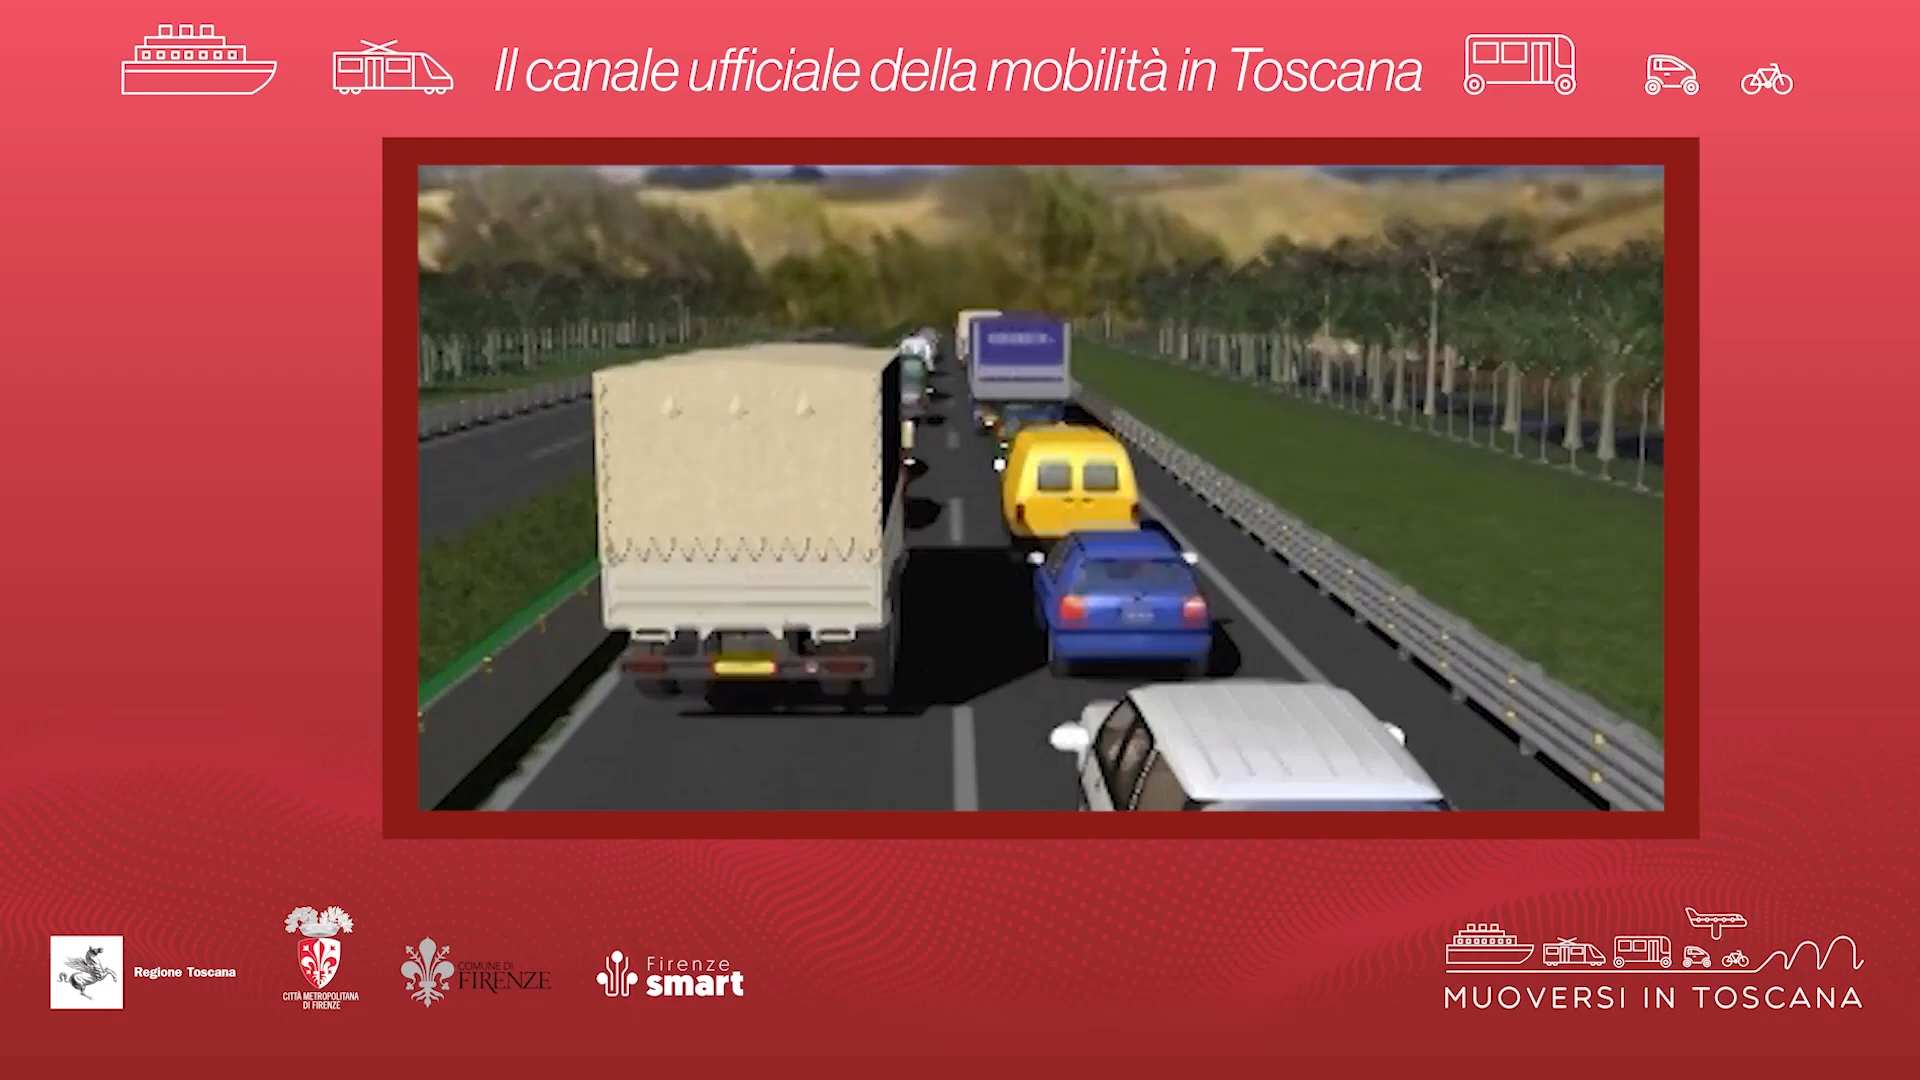 Il canale ufficiale della mobilità in Toscana
Regione Toscana
CITTÀ METROPOLITANA
DI FIRENZE
COMUNE DI
FIRENZE
Firenze
smart
MUOVERSI IN TOSCANA